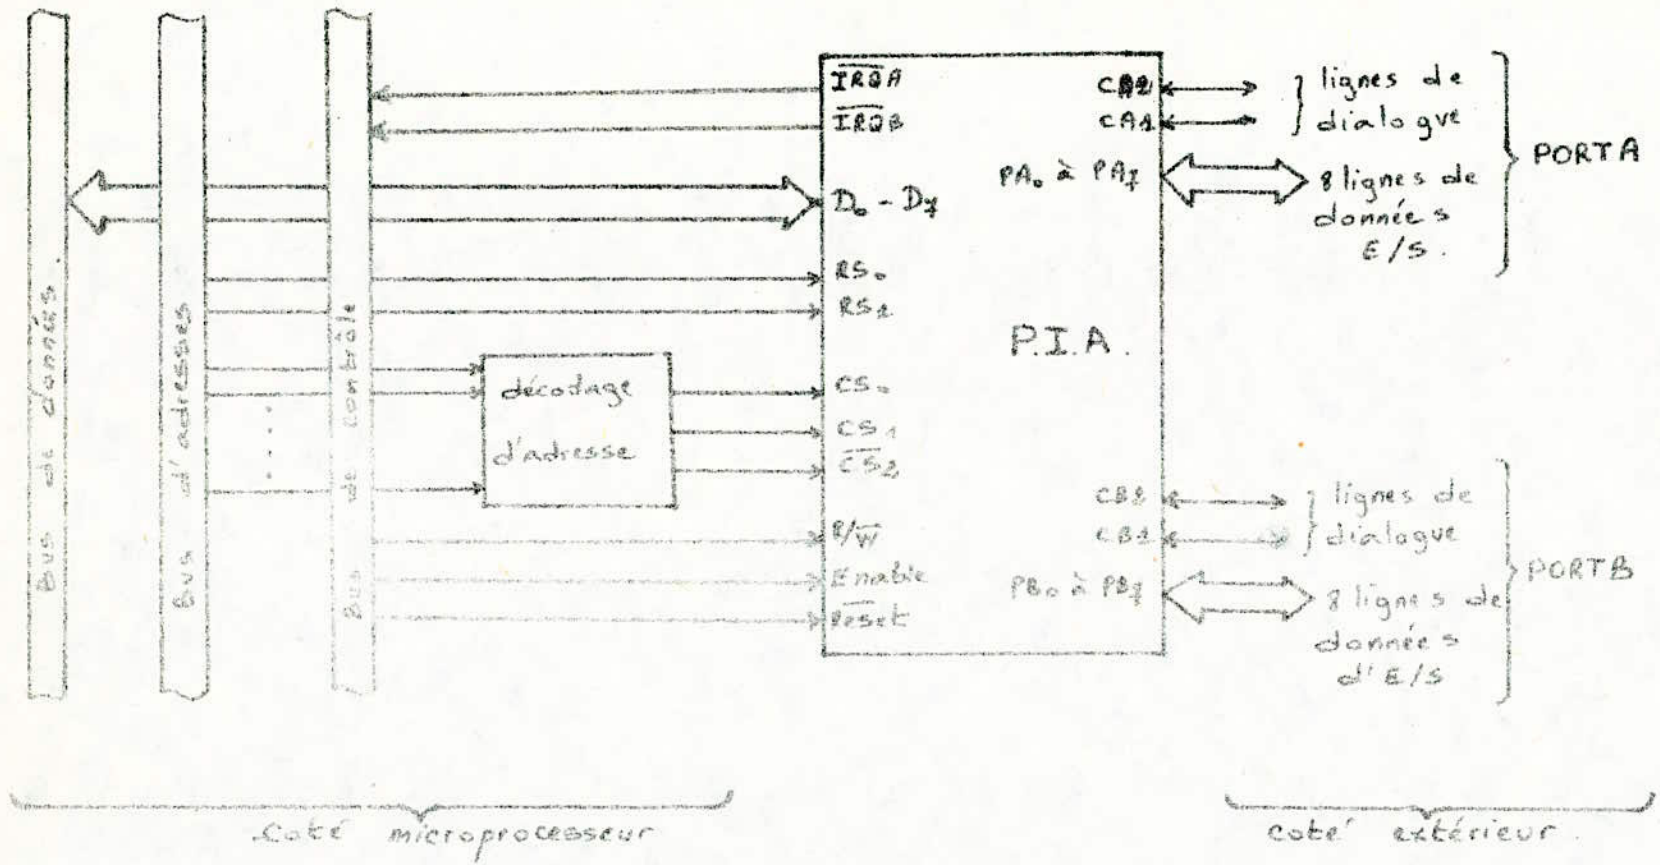 Bus de donnés.
Bus d'adresses
Bus de contrôle
IRQA
IRQB
D₀ - D7
RS₀
RS1
décodage
d'adresse
CS₀
CS1
CS2
R/W
Enable
Reset
P.I.A.
CA2
CA1
PA₀ à PA7
CB2
CB1
PB₀ à PB7
lignes de
dialogue
8 lignes de
données
E/S.
PORTA
lignes de
dialogue
8 lignes de
données
d'E/S
PORTB
Coté microprocesseur
coté extérieur.